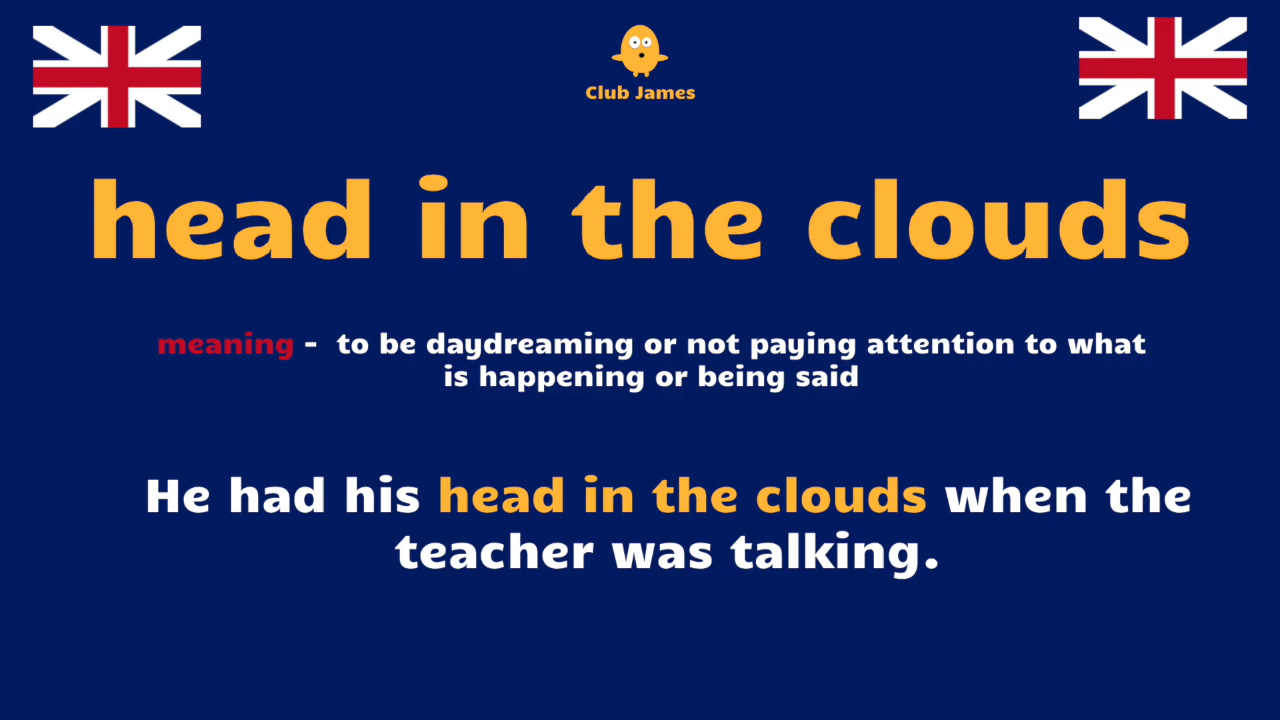 Club James
head in the clouds
meaning - to be daydreaming or not paying attention to what
is happening or being said
He had his head in the clouds when the
teacher was talking.